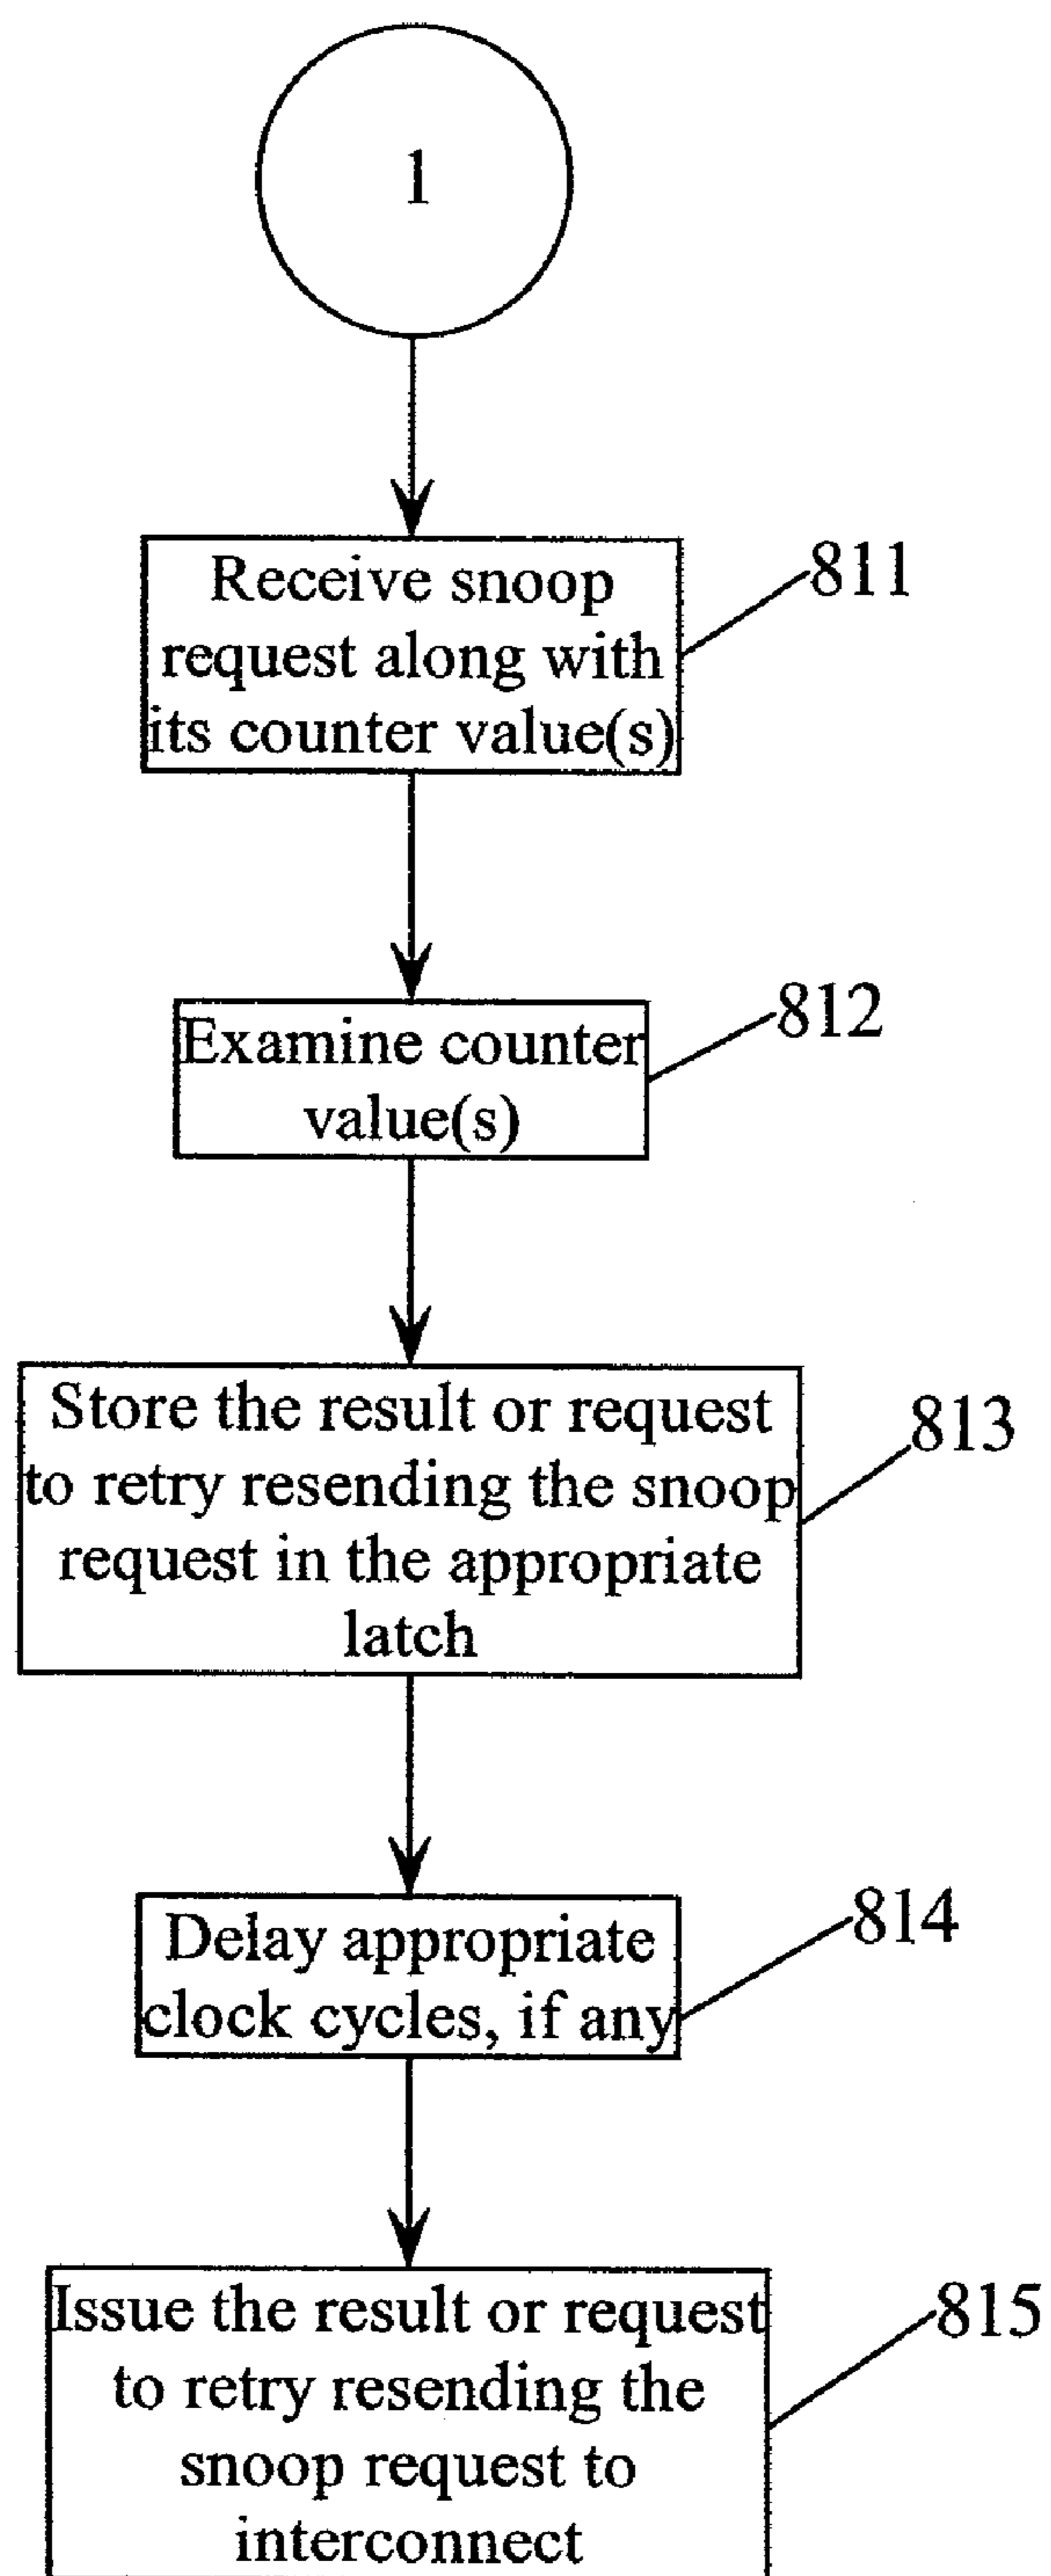 1
Receive snoop
request along with
its counter value(s)
811
Examine counter
value(s)
812
Store the result or request
to retry resending the snoop
request in the appropriate
latch
813
Delay appropriate
clock cycles, if any
814
Issue the result or request
to retry resending the
snoop request to
interconnect
815